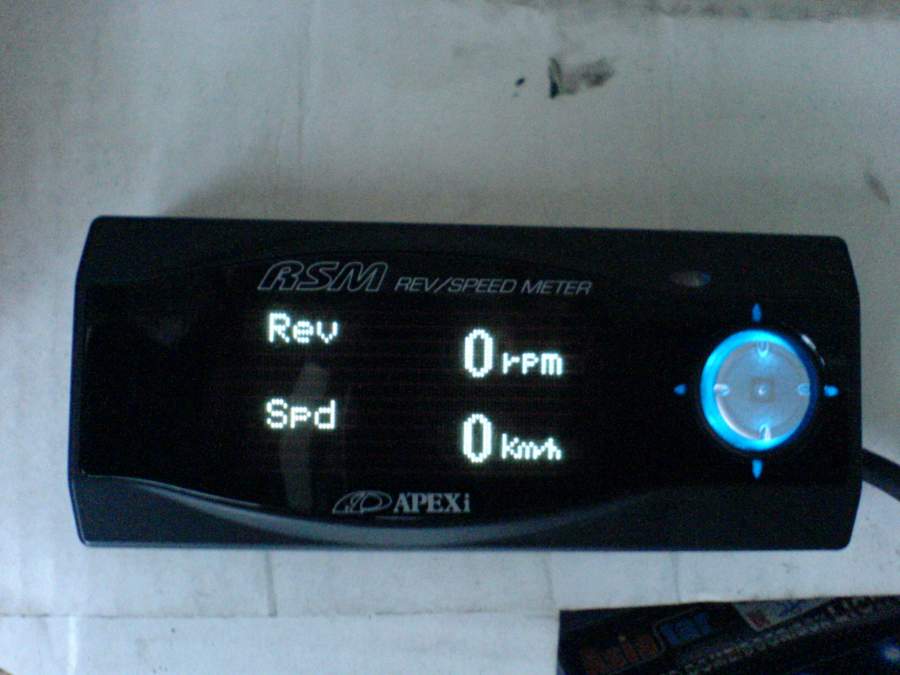 RSM REV/SPEED METER
Rev 0 rpm
Spd 0 Km/h
APEXi